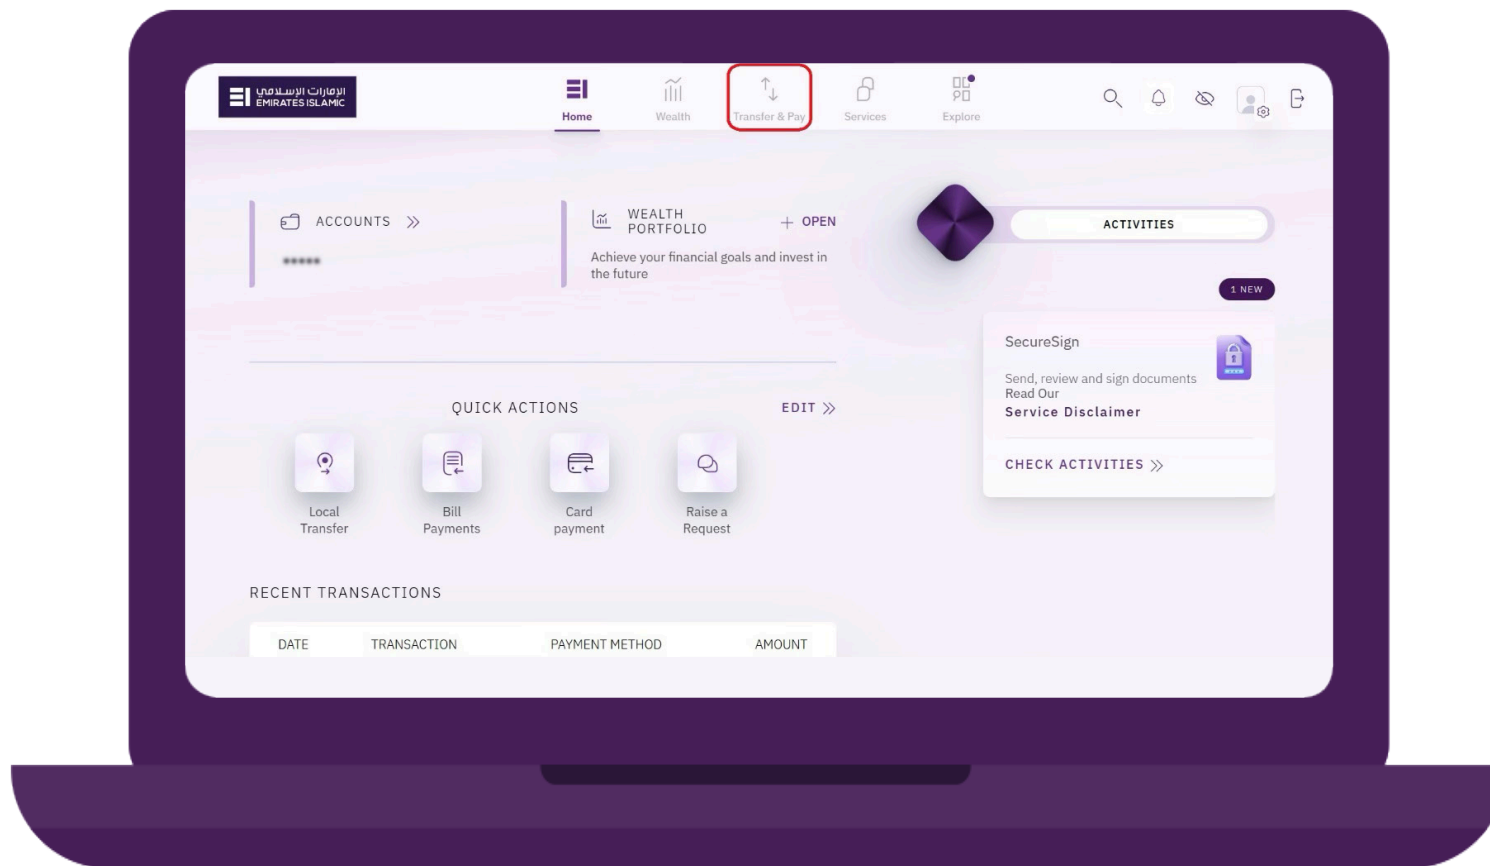 الإمارات الإسلامي
EMIRATES ISLAMIC
Home
Wealth
Transfer & Pay
Services
Explore
ACCOUNTS
*****
WEALTH
PORTFOLIO
+ OPEN
Achieve your financial goals and invest in
the future
ACTIVITIES
1 NEW
SecureSign
Send, review and sign documents
Read Our
Service Disclaimer
CHECK ACTIVITIES
QUICK ACTIONS
EDIT
Local
Transfer
Bill
Payments
Card
payment
Raise a
Request
RECENT TRANSACTIONS
DATE TRANSACTION PAYMENT METHOD AMOUNT